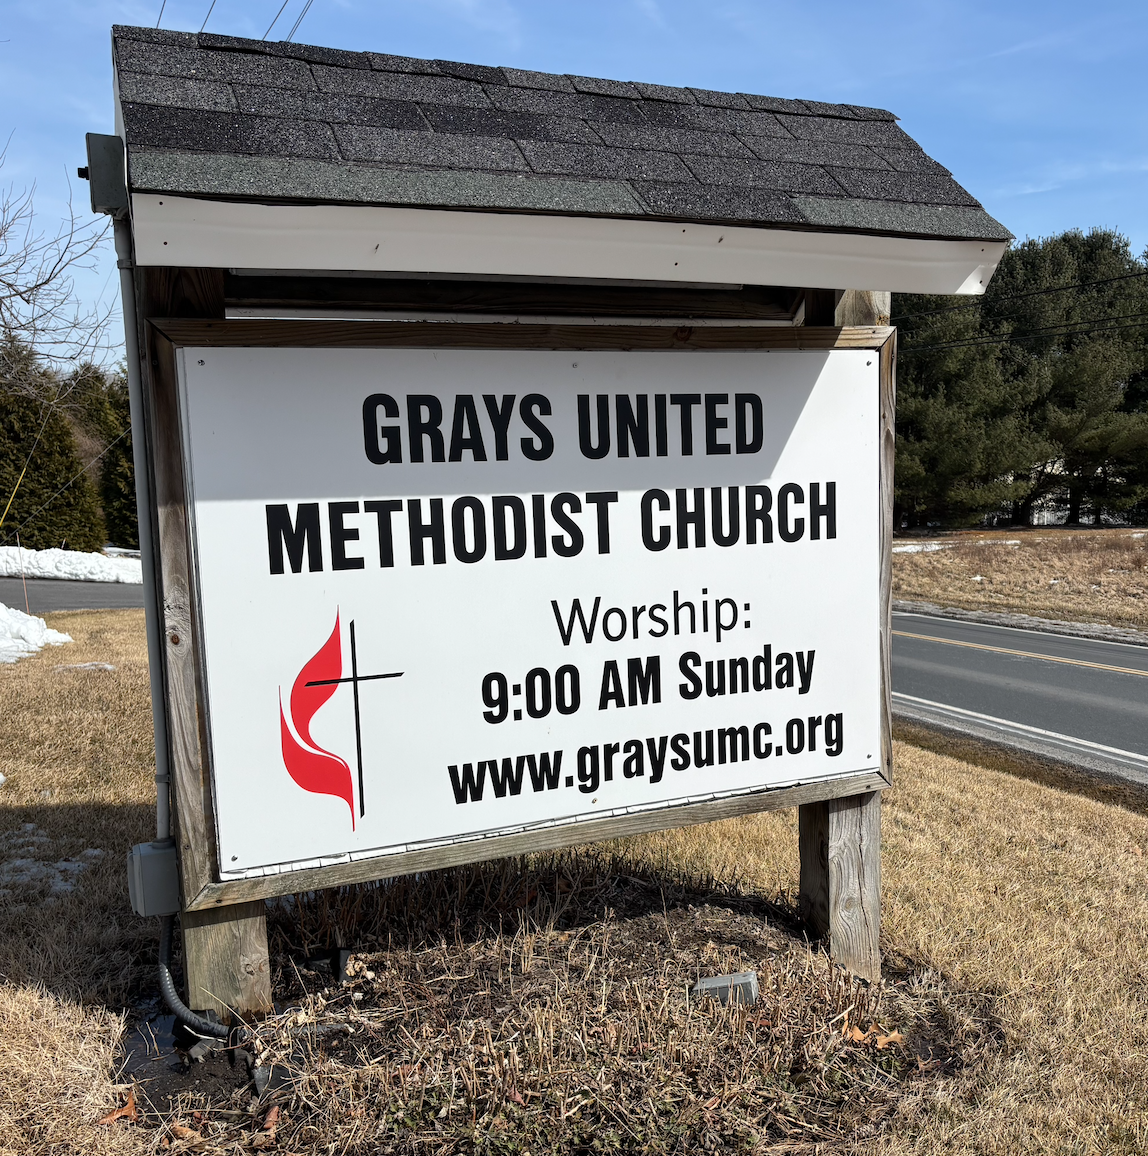 GRAYS UNITED
METHODIST CHURCH
Worship:
9:00 AM Sunday
www.graysumc.org